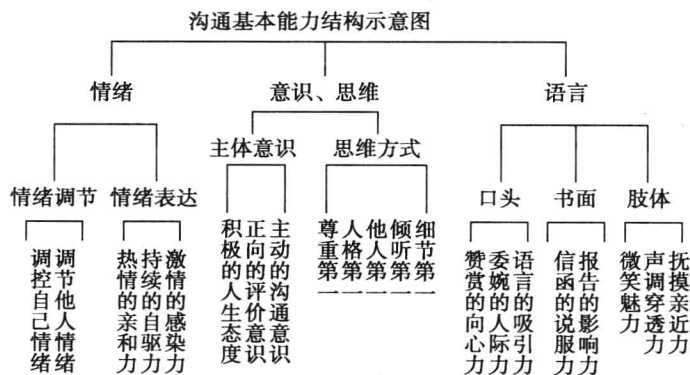 沟通基本能力结构示意图
情绪
意识、思维
语言
主体意识
思维方式
情绪调节
情绪表达
口头
书面
肢体
调控自己情绪
调节他人情绪
热情的亲和力
持续的自驱力
激情的感染力
积极的人生态度
正向的评价意识
主动的沟通意识
尊重第一
人格第一
他人第一
倾听第一
细节第一
赞赏的向心力
委婉的人际力
语言的吸引力
信函的说服力
报告的影响力
微笑魅力
声调穿透力
抚摸亲近力